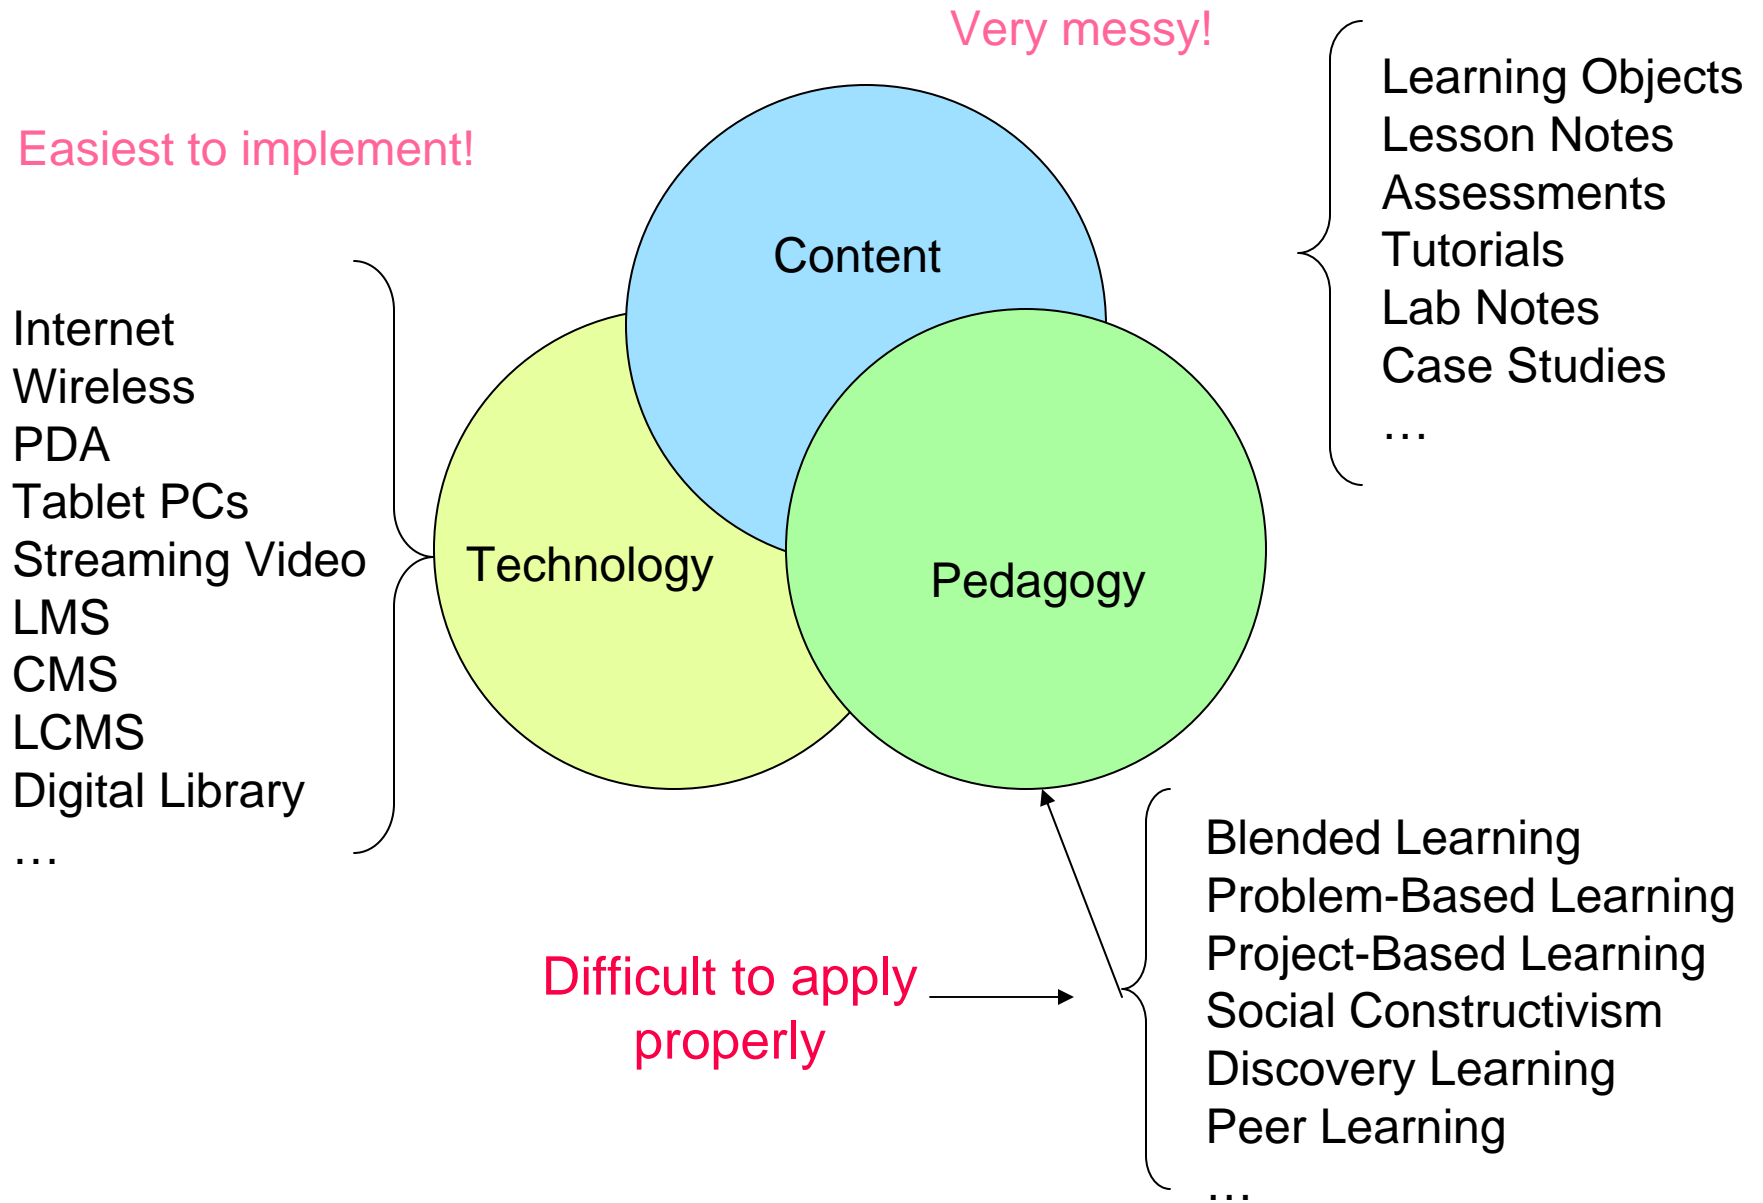 Very messy!
Easiest to implement!
Learning Objects
Lesson Notes
Assessments
Tutorials
Lab Notes
Case Studies
…
Content
Technology
Pedagogy
Internet
Wireless
PDA
Tablet PCs
Streaming Video
LMS
CMS
LCMS
Digital Library
…
Difficult to apply
properly
Blended Learning
Problem-Based Learning
Project-Based Learning
Social Constructivism
Discovery Learning
Peer Learning
…